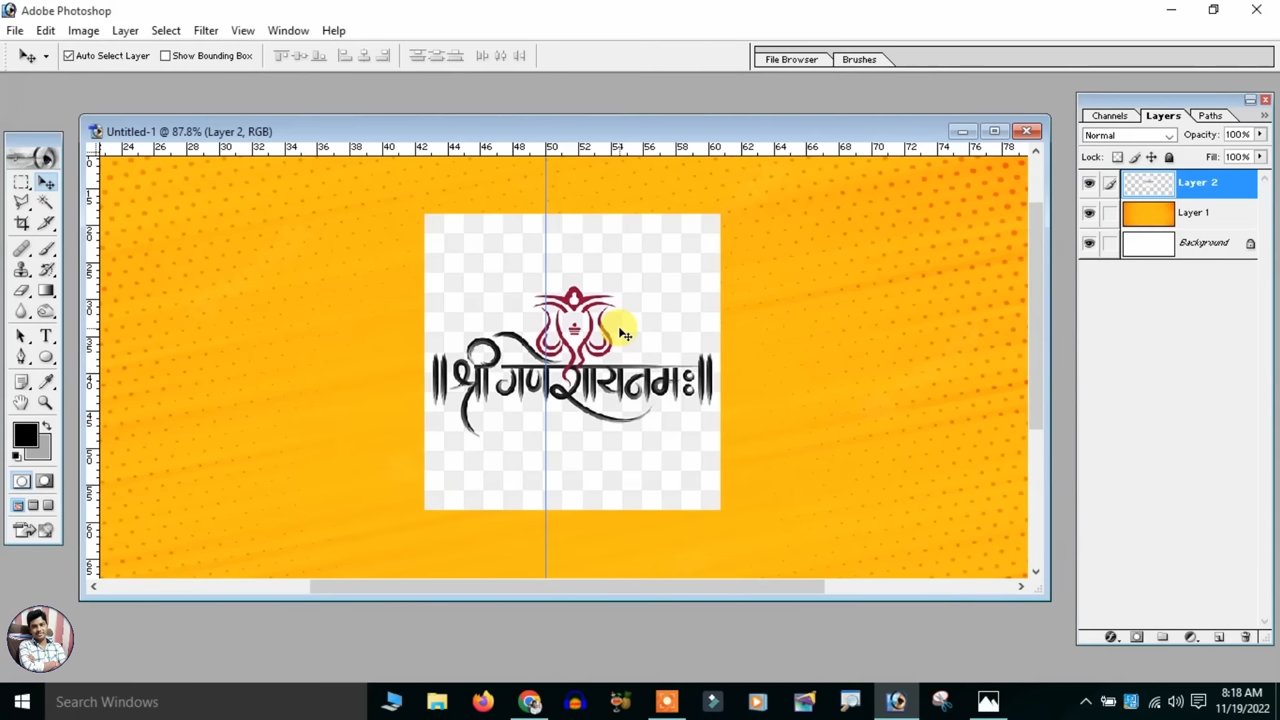 Adobe Photoshop
File Edit Image Layer Select Filter View Window Help
Auto Select Layer Show Bounding Box File Browser Brushes
Untitled-1 @ 87.8% (Layer 2, RGB)
24 26 28 30 32 34 36 38 40 42 44 46 48 50 52 54 56 58 60 62 64 66 68 70 72 74 76 78
Channels Layers Paths
Normal Opacity: 100%
Lock: Fill: 100%
Layer 2
Layer 1
Background
॥ श्री गणेशाय नमः ॥
Search Windows
8:18 AM
11/19/2022